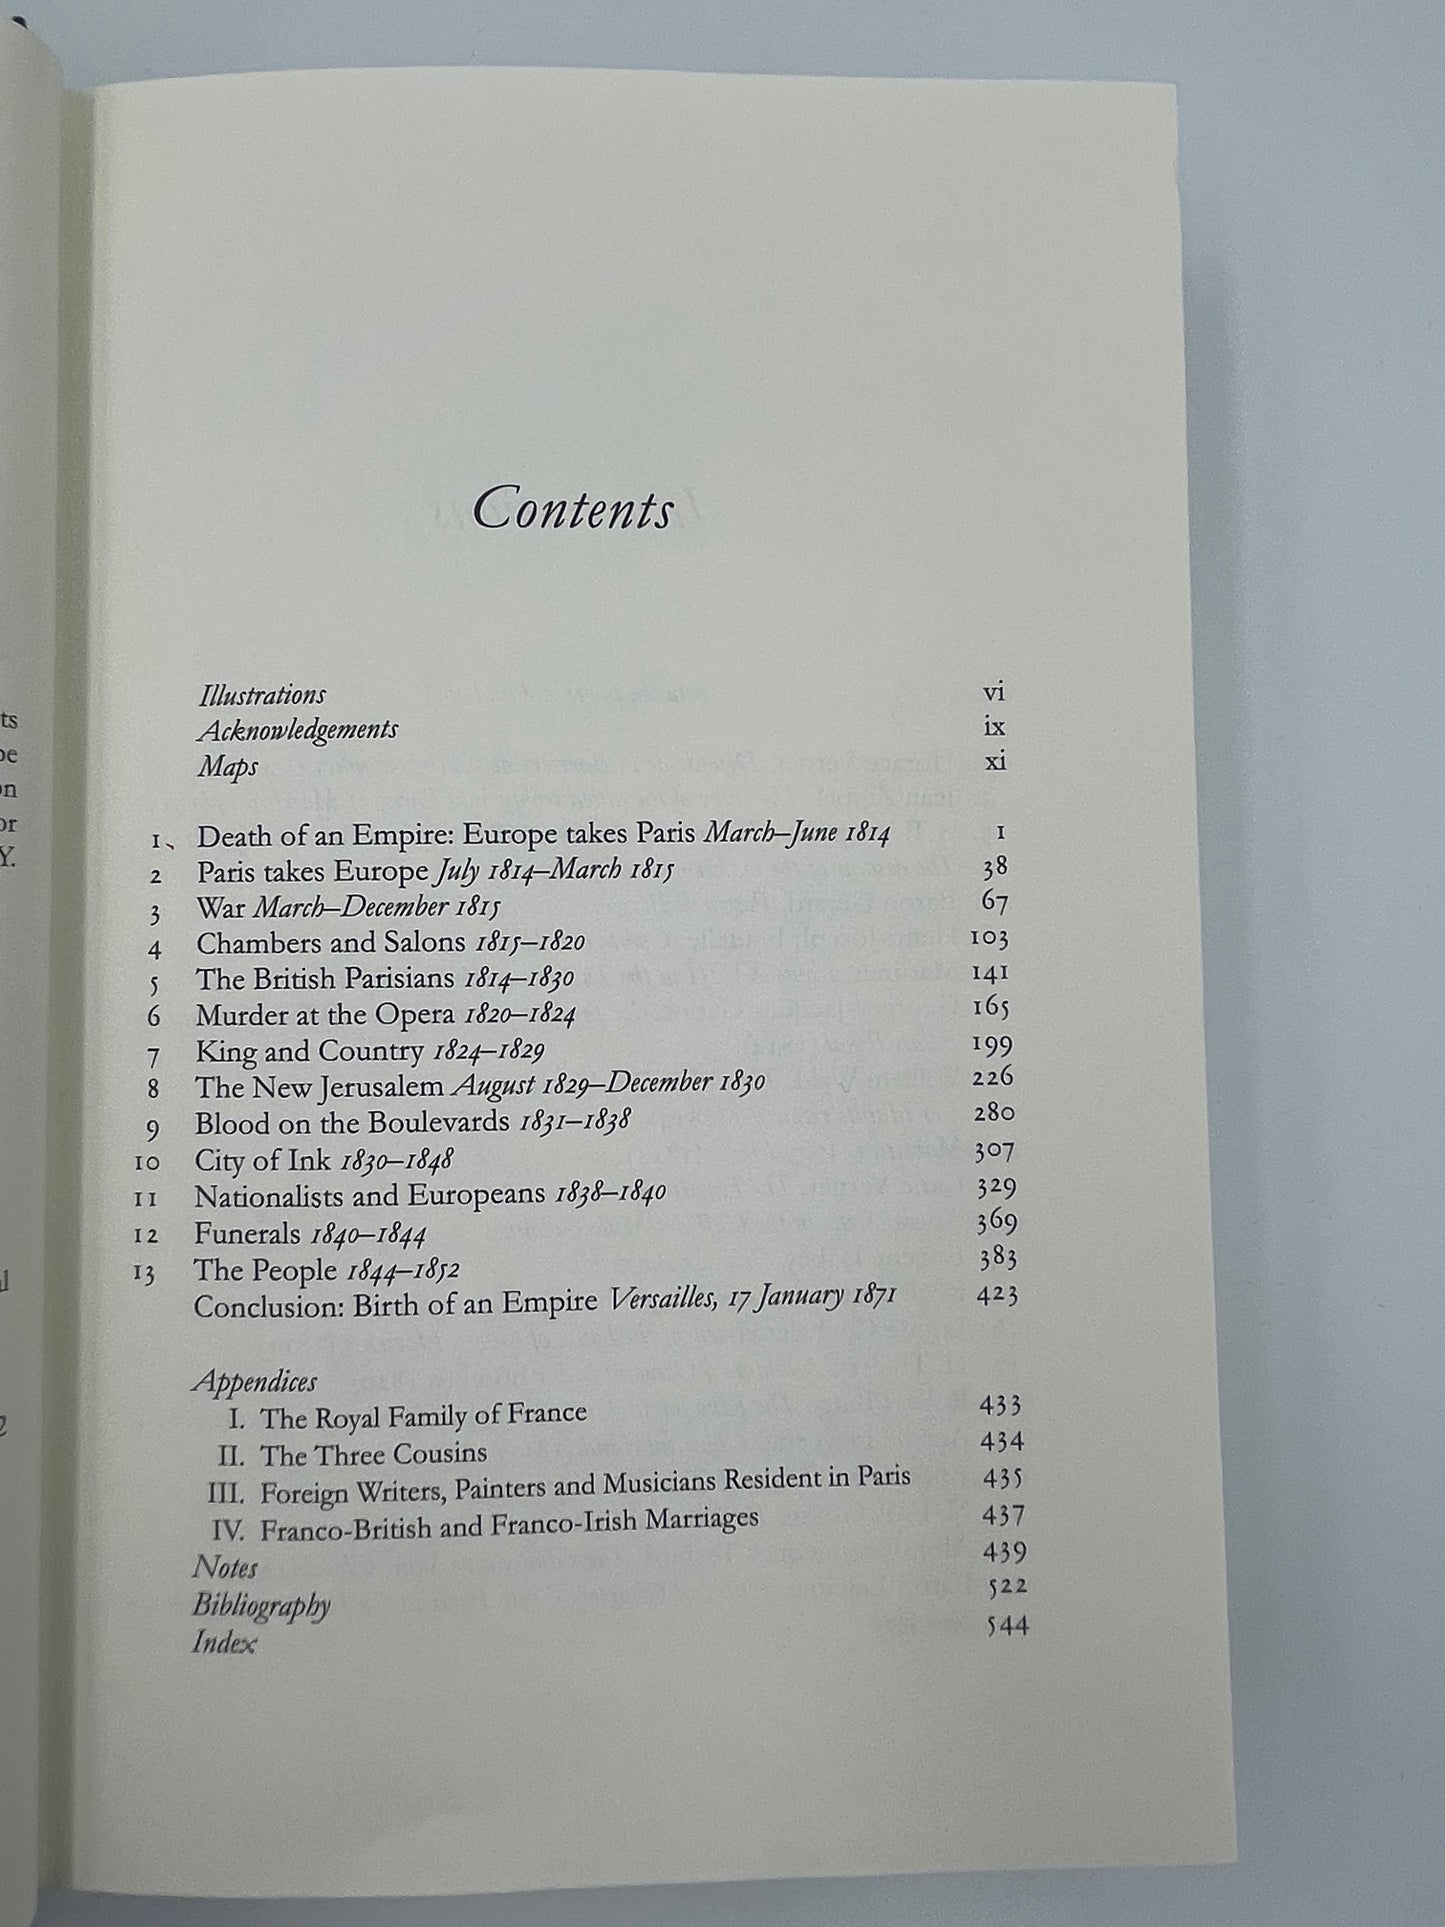 Contents
Illustrations vi
Acknowledgements ix
Maps xi
1 Death of an Empire: Europe takes Paris March–June 1814 1
2 Paris takes Europe July 1814–March 1815 38
3 War March–December 1815 67
4 Chambers and Salons 1815–1820 103
5 The British Parisians 1814–1830 141
6 Murder at the Opera 1820–1824 165
7 King and Country 1824–1829 199
8 The New Jerusalem August 1829–December 1830 226
9 Blood on the Boulevards 1831–1838 280
10 City of Ink 1830–1848 307
11 Nationalists and Europeans 1838–1840 329
12 Funerals 1840–1844 369
13 The People 1844–1852 383
Conclusion: Birth of an Empire Versailles, 17 January 1871 423
Appendices
I. The Royal Family of France 433
II. The Three Cousins 434
III. Foreign Writers, Painters and Musicians Resident in Paris 435
IV. Franco-British and Franco-Irish Marriages 437
Notes 439
Bibliography 522
Index 544